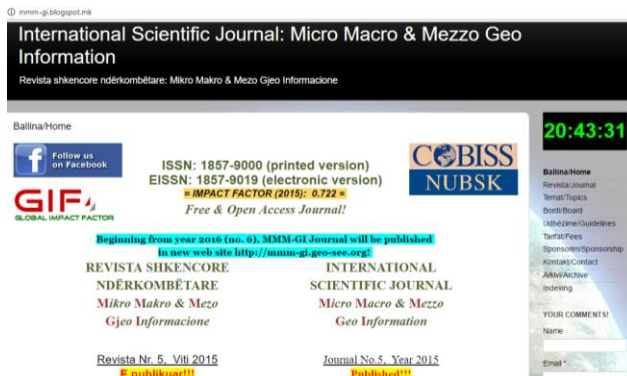 mmm-gi.blogspot.mk
International Scientific Journal: Micro Macro & Mezzo Geo
Information
Revista shkencore ndërkombëtare: Mikro Makro & Mezo Gjeo Informacione
Ballina/Home
Follow us
on Facebook
GIF
GLOBAL IMPACT FACTOR
ISSN: 1857-9000 (printed version)
EISSN: 1857-9019 (electronic version)
= IMPACT FACTOR (2015): 0.722 =
Free & Open Access Journal!
COBISS
NUBSK
Beginning from year 2016 (no. 6), MMM-GI Journal will be published
in new web site http://mmm-gi.geo-see.org!
REVISTA SHKENCORE
NDËRKOMBËTARE
Mikro Makro & Mezo
Gjeo Informacione
INTERNATIONAL
SCIENTIFIC JOURNAL
Micro Macro & Mezzo
Geo Information
Revista Nr. 5, Viti 2015
E publikuar!!!
Journal No.5, Year 2015
Published!!!
20:43:31
Ballina/Home
Revista/Journal
Temat/Topics
Bordi/Board
Udhëzime/Guidelines
Tarifat/Fees
Sponsorim/Sponsorship
Kontakt/Contact
Arkivi/Archive
Indexing
YOUR COMMENTS!
Name
Email *